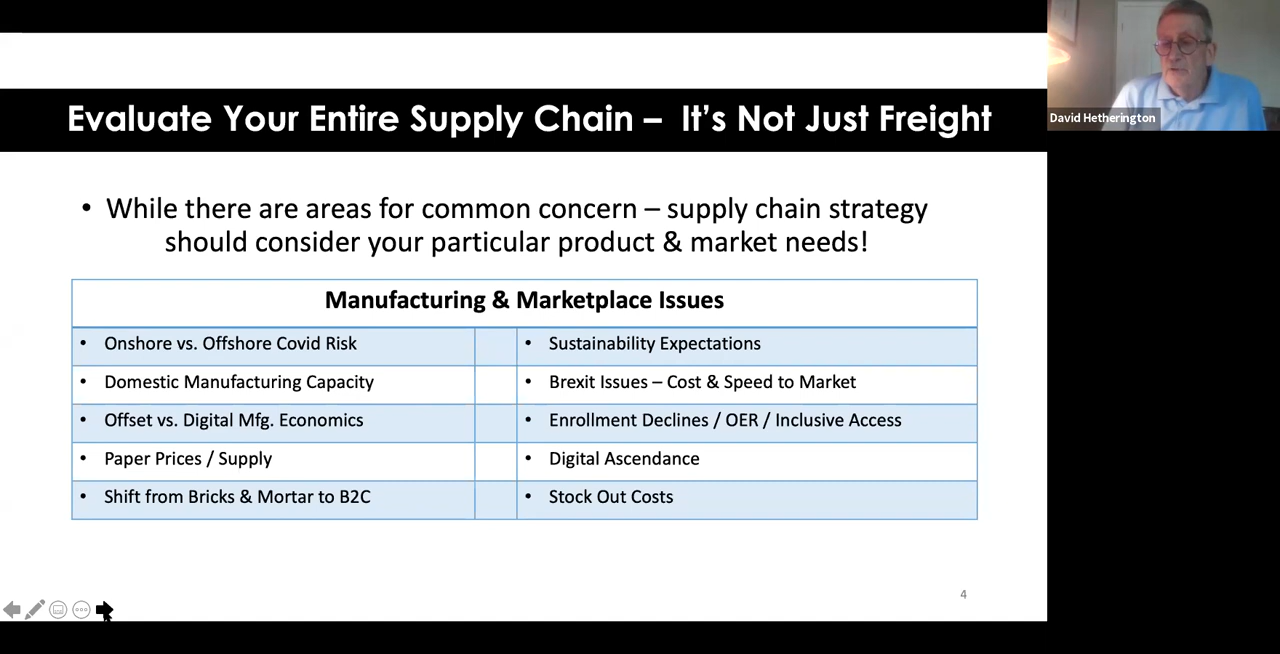 Evaluate Your Entire Supply Chain – It's Not Just Freight
David Hetherington
• While there are areas for common concern – supply chain strategy
should consider your particular product & market needs!
Manufacturing & Marketplace Issues
• Onshore vs. Offshore Covid Risk
• Sustainability Expectations
• Domestic Manufacturing Capacity
• Brexit Issues – Cost & Speed to Market
• Offset vs. Digital Mfg. Economics
• Enrollment Declines / OER / Inclusive Access
• Paper Prices / Supply
• Digital Ascendance
• Shift from Bricks & Mortar to B2C
• Stock Out Costs
4